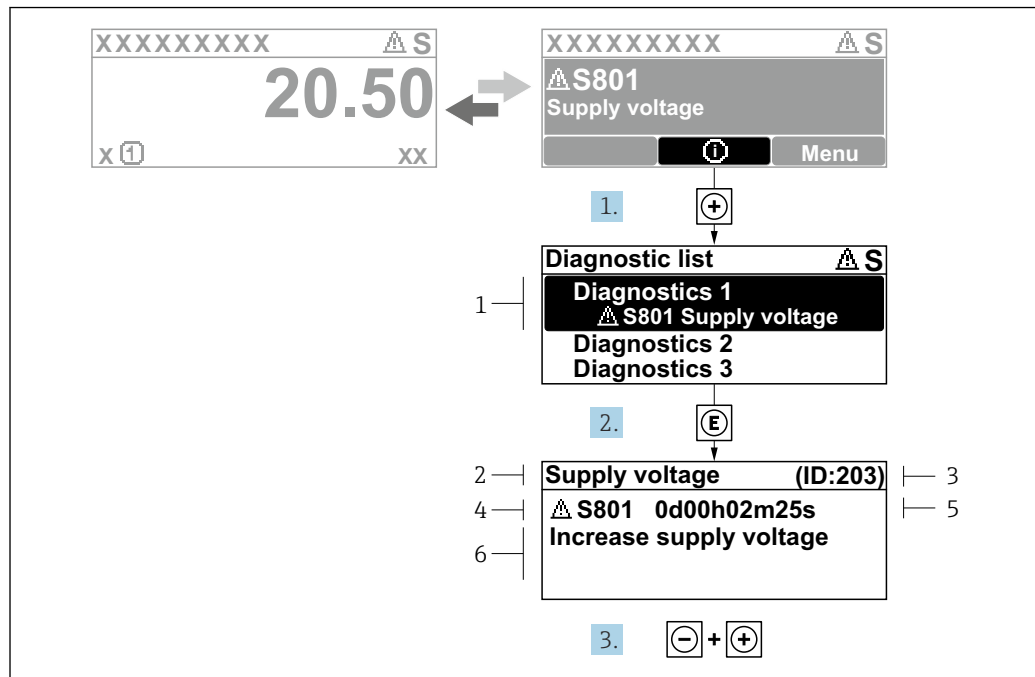 XXXXXXXXX ⚠ S
20.50
x ① xx
XXXXXXXXX ⚠ S
⚠ S801
Supply voltage
ⓘ Menu
1. +
Diagnostic list ⚠ S
1 Diagnostics 1
⚠ S801 Supply voltage
Diagnostics 2
Diagnostics 3
2. E
2 Supply voltage (ID:203) 3
4 ⚠ S801 0d00h02m25s 5
6 Increase supply voltage
3. - + +